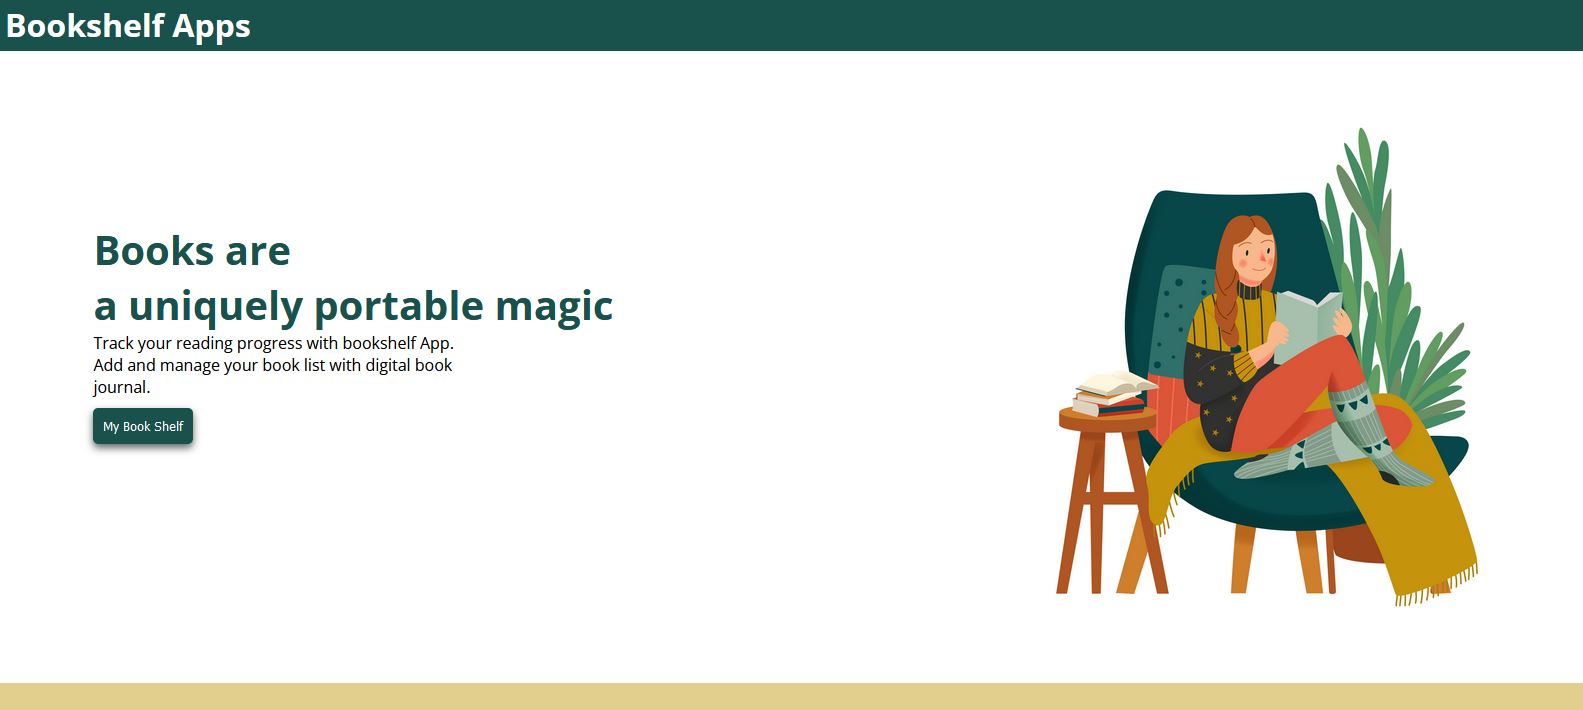 Bookshelf Apps
Books are
a uniquely portable magic
Track your reading progress with bookshelf App.
Add and manage your book list with digital book
journal.
My Book Shelf